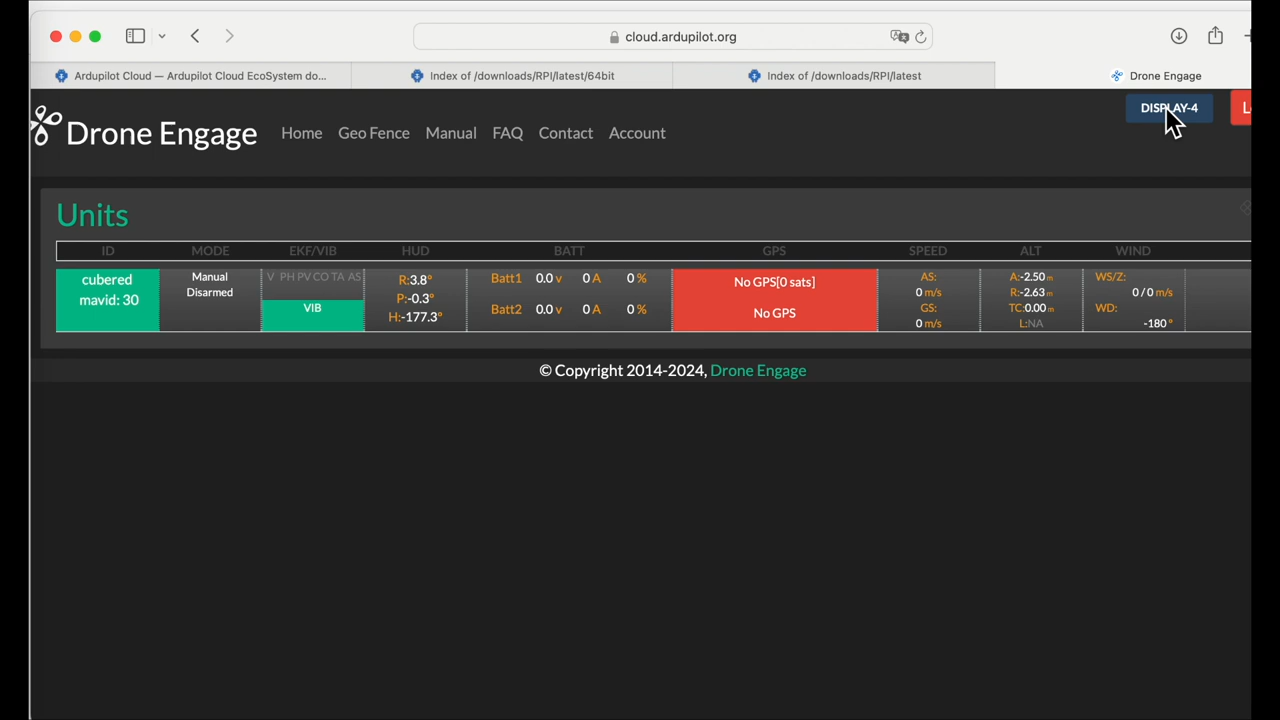 cloud.ardupilot.org
Ardupilot Cloud — Ardupilot Cloud EcoSystem do...
Index of /downloads/RPI/latest/64bit
Index of /downloads/RPI/latest
Drone Engage
DISPLAY-4
Drone Engage
Home Geo Fence Manual FAQ Contact Account
Units
ID MODE EKF/VIB HUD BATT GPS SPEED ALT WIND
cubered
mavid: 30
Manual
Disarmed
V PH PV CO TA AS
VIB
R:3.8°
P:-0.3°
H:-177.3°
Batt1 0.0 v 0 A 0 %
Batt2 0.0 v 0 A 0 %
No GPS[0 sats]
No GPS
AS:
0 m/s
GS:
0 m/s
A:-2.50 m
R:-2.63 m
TC:0.00 m
L:NA
WS/Z:
0 / 0 m/s
WD:
-180 °
© Copyright 2014-2024, Drone Engage